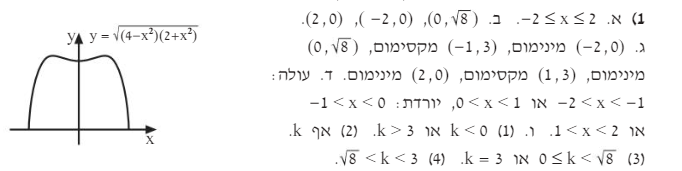 1) א. ‎−2 ≤ x ≤ 2‎. ב. ‎(0,√8)‎, ‎(−2,0)‎, ‎(2,0)‎.
ג. ‎(−2,0)‎ מינימום, ‎(−1,3)‎ מקסימום, ‎(0,√8)‎
מינימום, ‎(1,3)‎ מקסימום, ‎(2,0)‎ מינימום. ד. עולה:
‎−2 < x < −1‎ או ‎0 < x < 1‎, יורדת: ‎−1 < x < 0‎
או ‎1 < x < 2‎. ו. (1) ‎k < 0‎ או ‎k > 3‎. (2) אף k.
(3) ‎0 ≤ k < √8‎ או ‎k = 3‎. (4) ‎√8 < k < 3‎.
y y = √(4−x²)(2+x²)
x